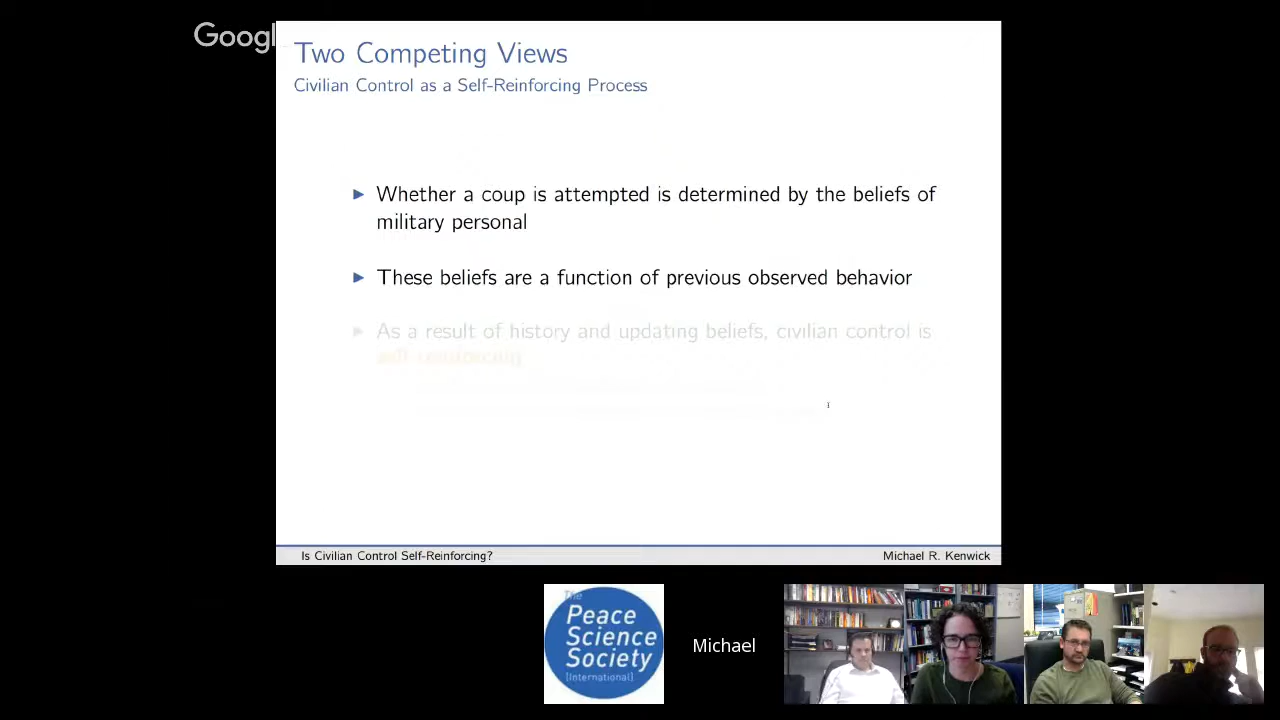 Googl
Two Competing Views
Civilian Control as a Self-Reinforcing Process
Whether a coup is attempted is determined by the beliefs of
military personal
These beliefs are a function of previous observed behavior
As a result of history and updating beliefs, civilian control is
self-reinforcing
Is Civilian Control Self-Reinforcing?
Michael R. Kenwick
The
Peace
Science
Society
[International]
Michael